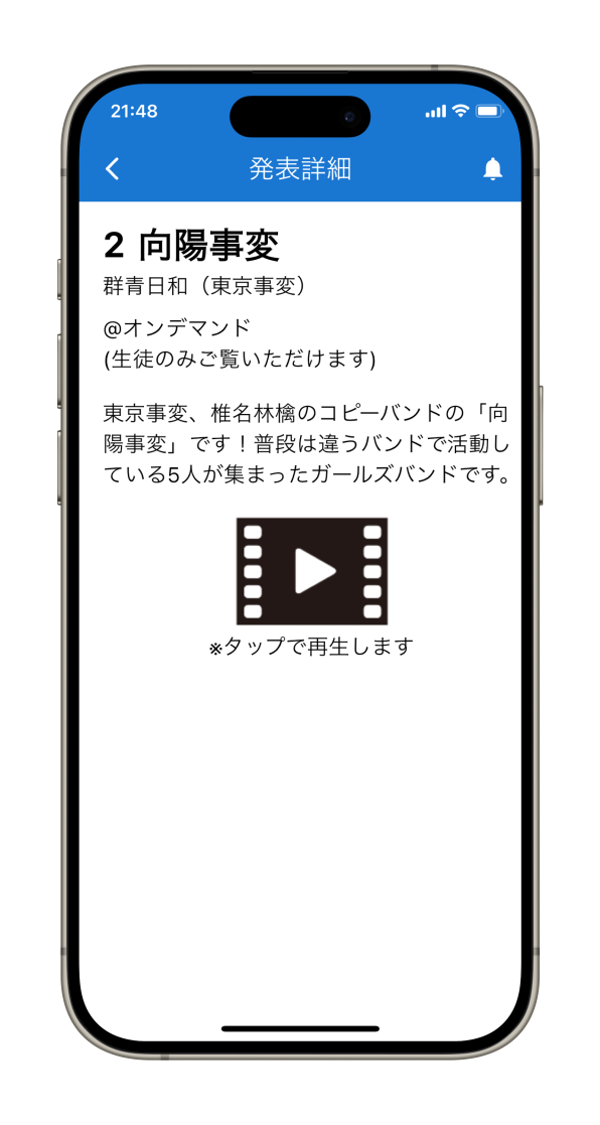 21:48
発表詳細
2 向陽事変
群青日和（東京事変）
@オンデマンド
(生徒のみご覧いただけます)
東京事変、椎名林檎のコピーバンドの「向
陽事変」です！普段は違うバンドで活動し
ている5人が集まったガールズバンドです。
※タップで再生します